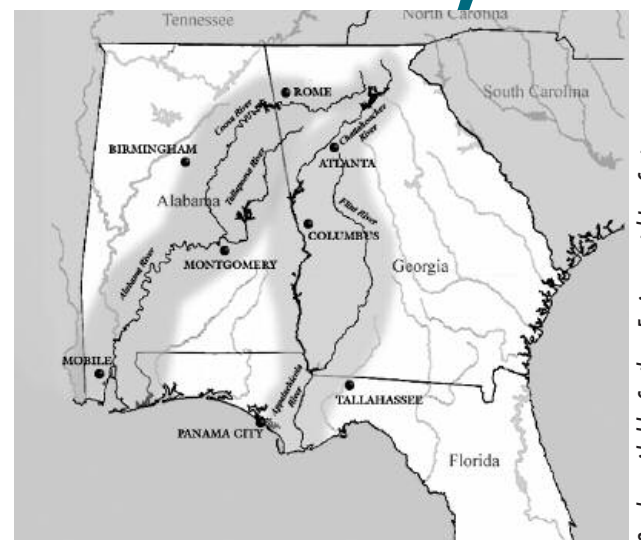 Tennessee
North Carolina
South Carolina
ROME
Coosa River
Chattahoochee
River
BIRMINGHAM
ATLANTA
Tallapoosa River
Alabama
Flint River
COLUMBUS
MONTGOMERY
Georgia
Alabama River
MOBILE
Apalachicola
River
TALLAHASSEE
PANAMA CITY
Florida